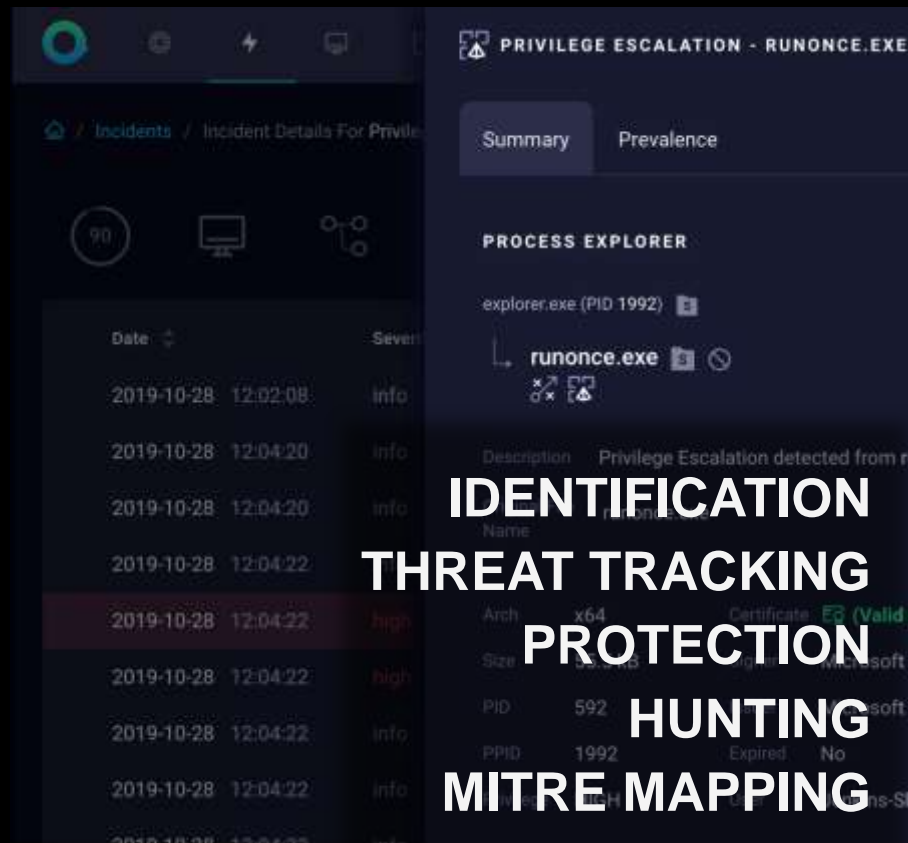 PRIVILEGE ESCALATION - RUNONCE.EXE
/ Incidents / Incident Details For Privile
Summary Prevalence
90
PROCESS EXPLORER
explorer.exe (PID 1992)
Date Severi
runonce.exe
2019-10-28 12:02:08 info
2019-10-28 12:04:20 info
Description Privilege Escalation detected from r
IDENTIFICATION
2019-10-28 12:04:20 info
Name runonce.exe
2019-10-28 12:04:22
THREAT TRACKING
2019-10-28 12:04:22 high
Arch x64 Certificate (Valid
PROTECTION
Size
2019-10-28 12:04:22 high
PID 592 Microsoft
HUNTING
2019-10-28 12:04:22 info
PPID 1992 Expired No
2019-10-28 12:04:22 info
MITRE MAPPING